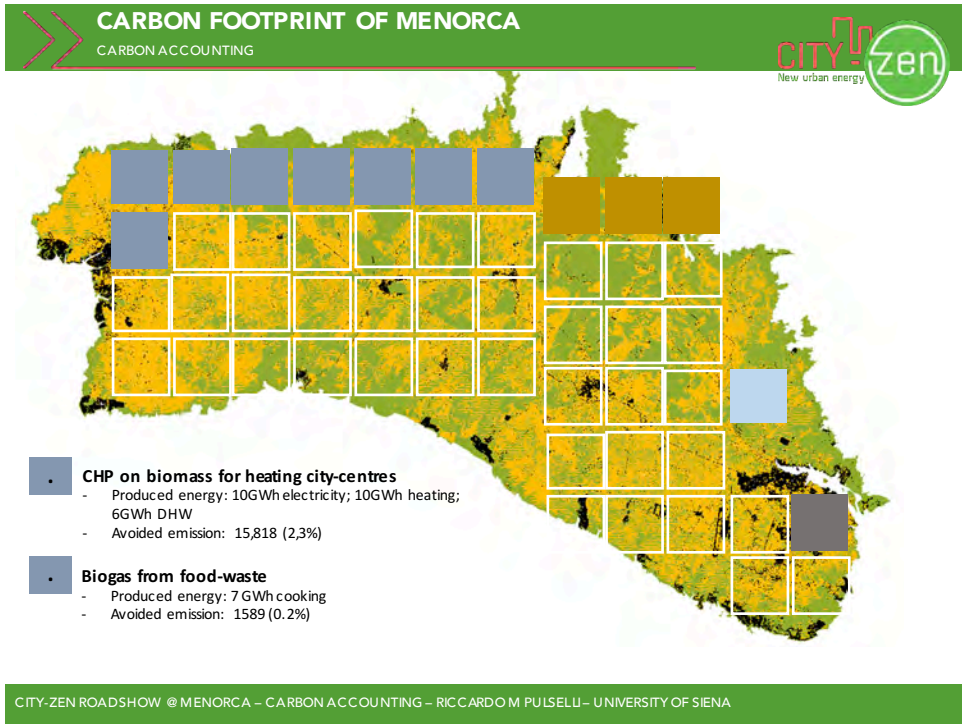 CARBON FOOTPRINT OF MENORCA
CARBON ACCOUNTING
CITY zen
New urban energy
. CHP on biomass for heating city-centres
- Produced energy: 10GWh electricity; 10GWh heating;
6GWh DHW
- Avoided emission: 15,818 (2,3%)
. Biogas from food-waste
- Produced energy: 7 GWh cooking
- Avoided emission: 1589 (0.2%)
CITY-ZEN ROADSHOW @ MENORCA – CARBON ACCOUNTING – RICCARDO M PULSELLI – UNIVERSITY OF SIENA